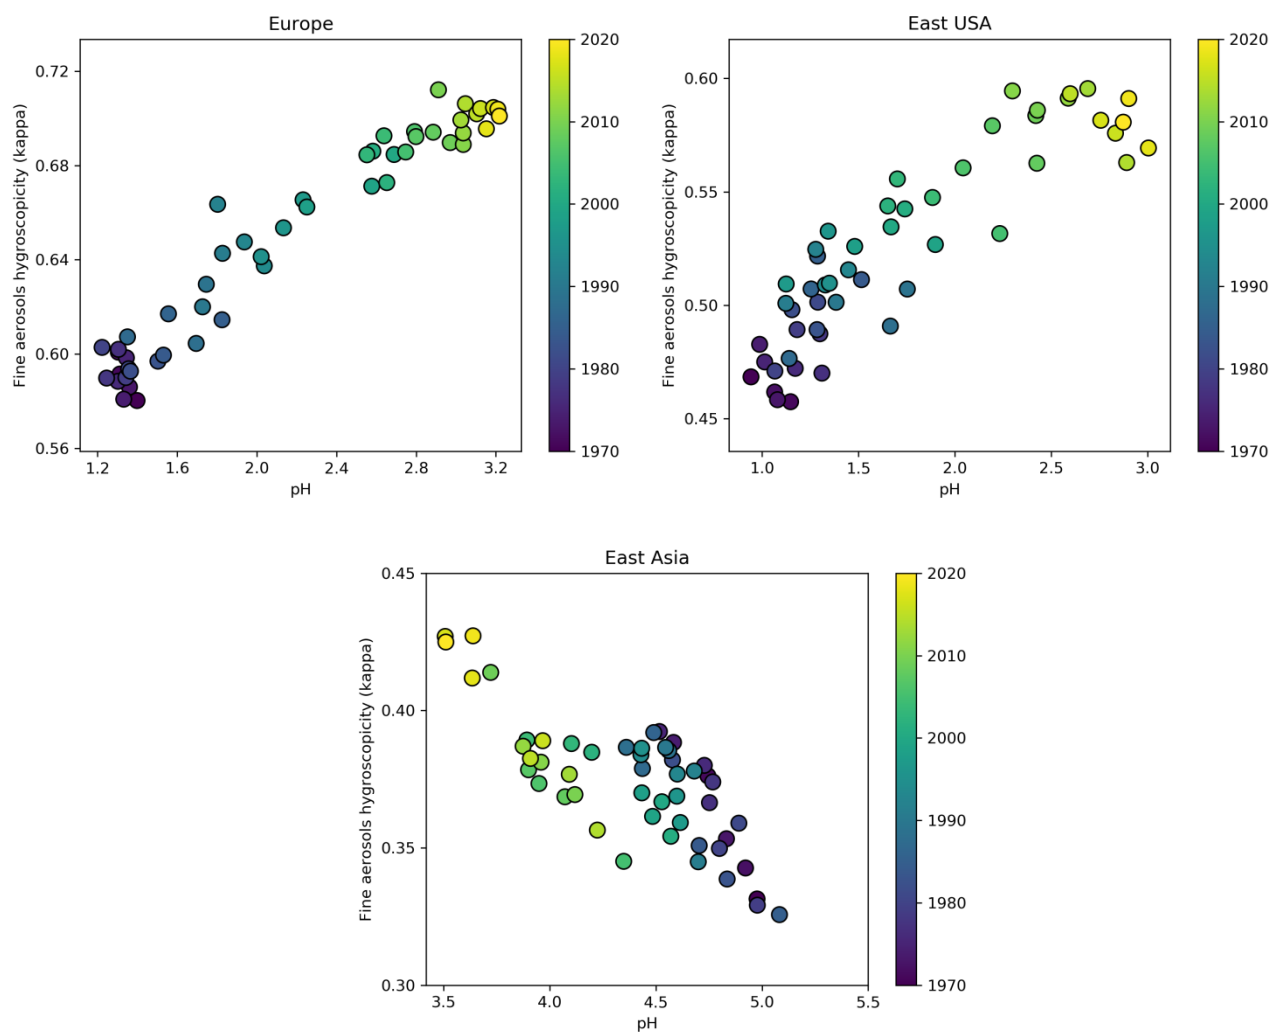 Europe
Fine aerosols hygroscopicity (kappa)
0.72
0.68
0.64
0.60
0.56
1.2 1.6 2.0 2.4 2.8 3.2
pH
2020
2010
2000
1990
1980
1970
East USA
Fine aerosols hygroscopicity (kappa)
0.60
0.55
0.50
0.45
1.0 1.5 2.0 2.5 3.0
pH
2020
2010
2000
1990
1980
1970
East Asia
Fine aerosols hygroscopicity (kappa)
0.45
0.40
0.35
0.30
3.5 4.0 4.5 5.0 5.5
pH
2020
2010
2000
1990
1980
1970